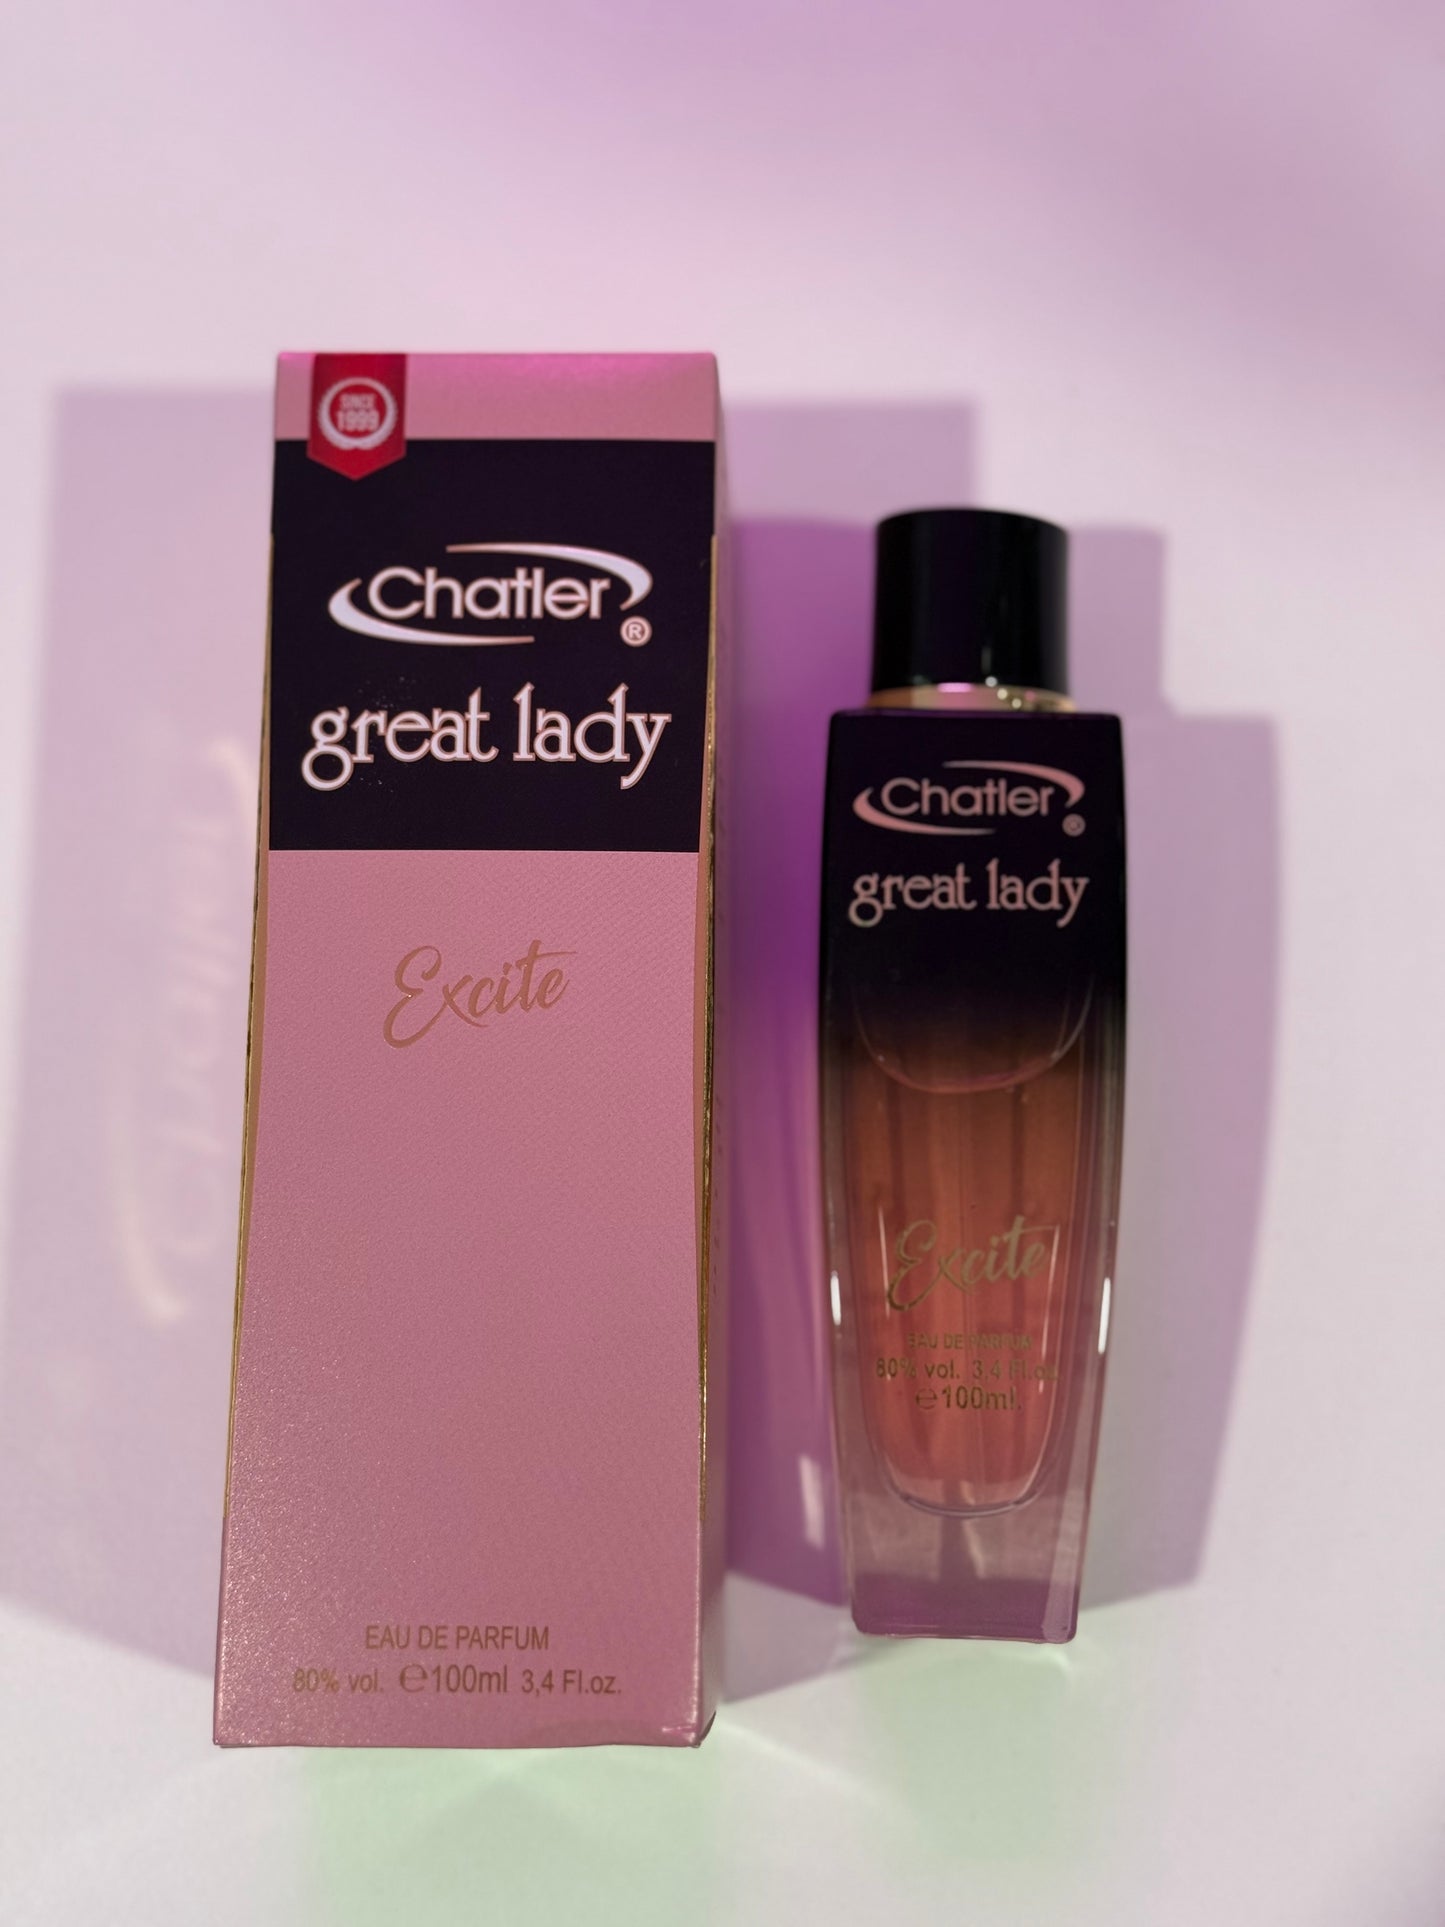 SINCE
1999
Chatler®
great lady
Excite
EAU DE PARFUM
80% vol. ℮100ml 3,4 Fl.oz.
Chatler®
great lady
Excite
EAU DE PARFUM
80% vol. 3,4 Fl.oz.
℮100ml.